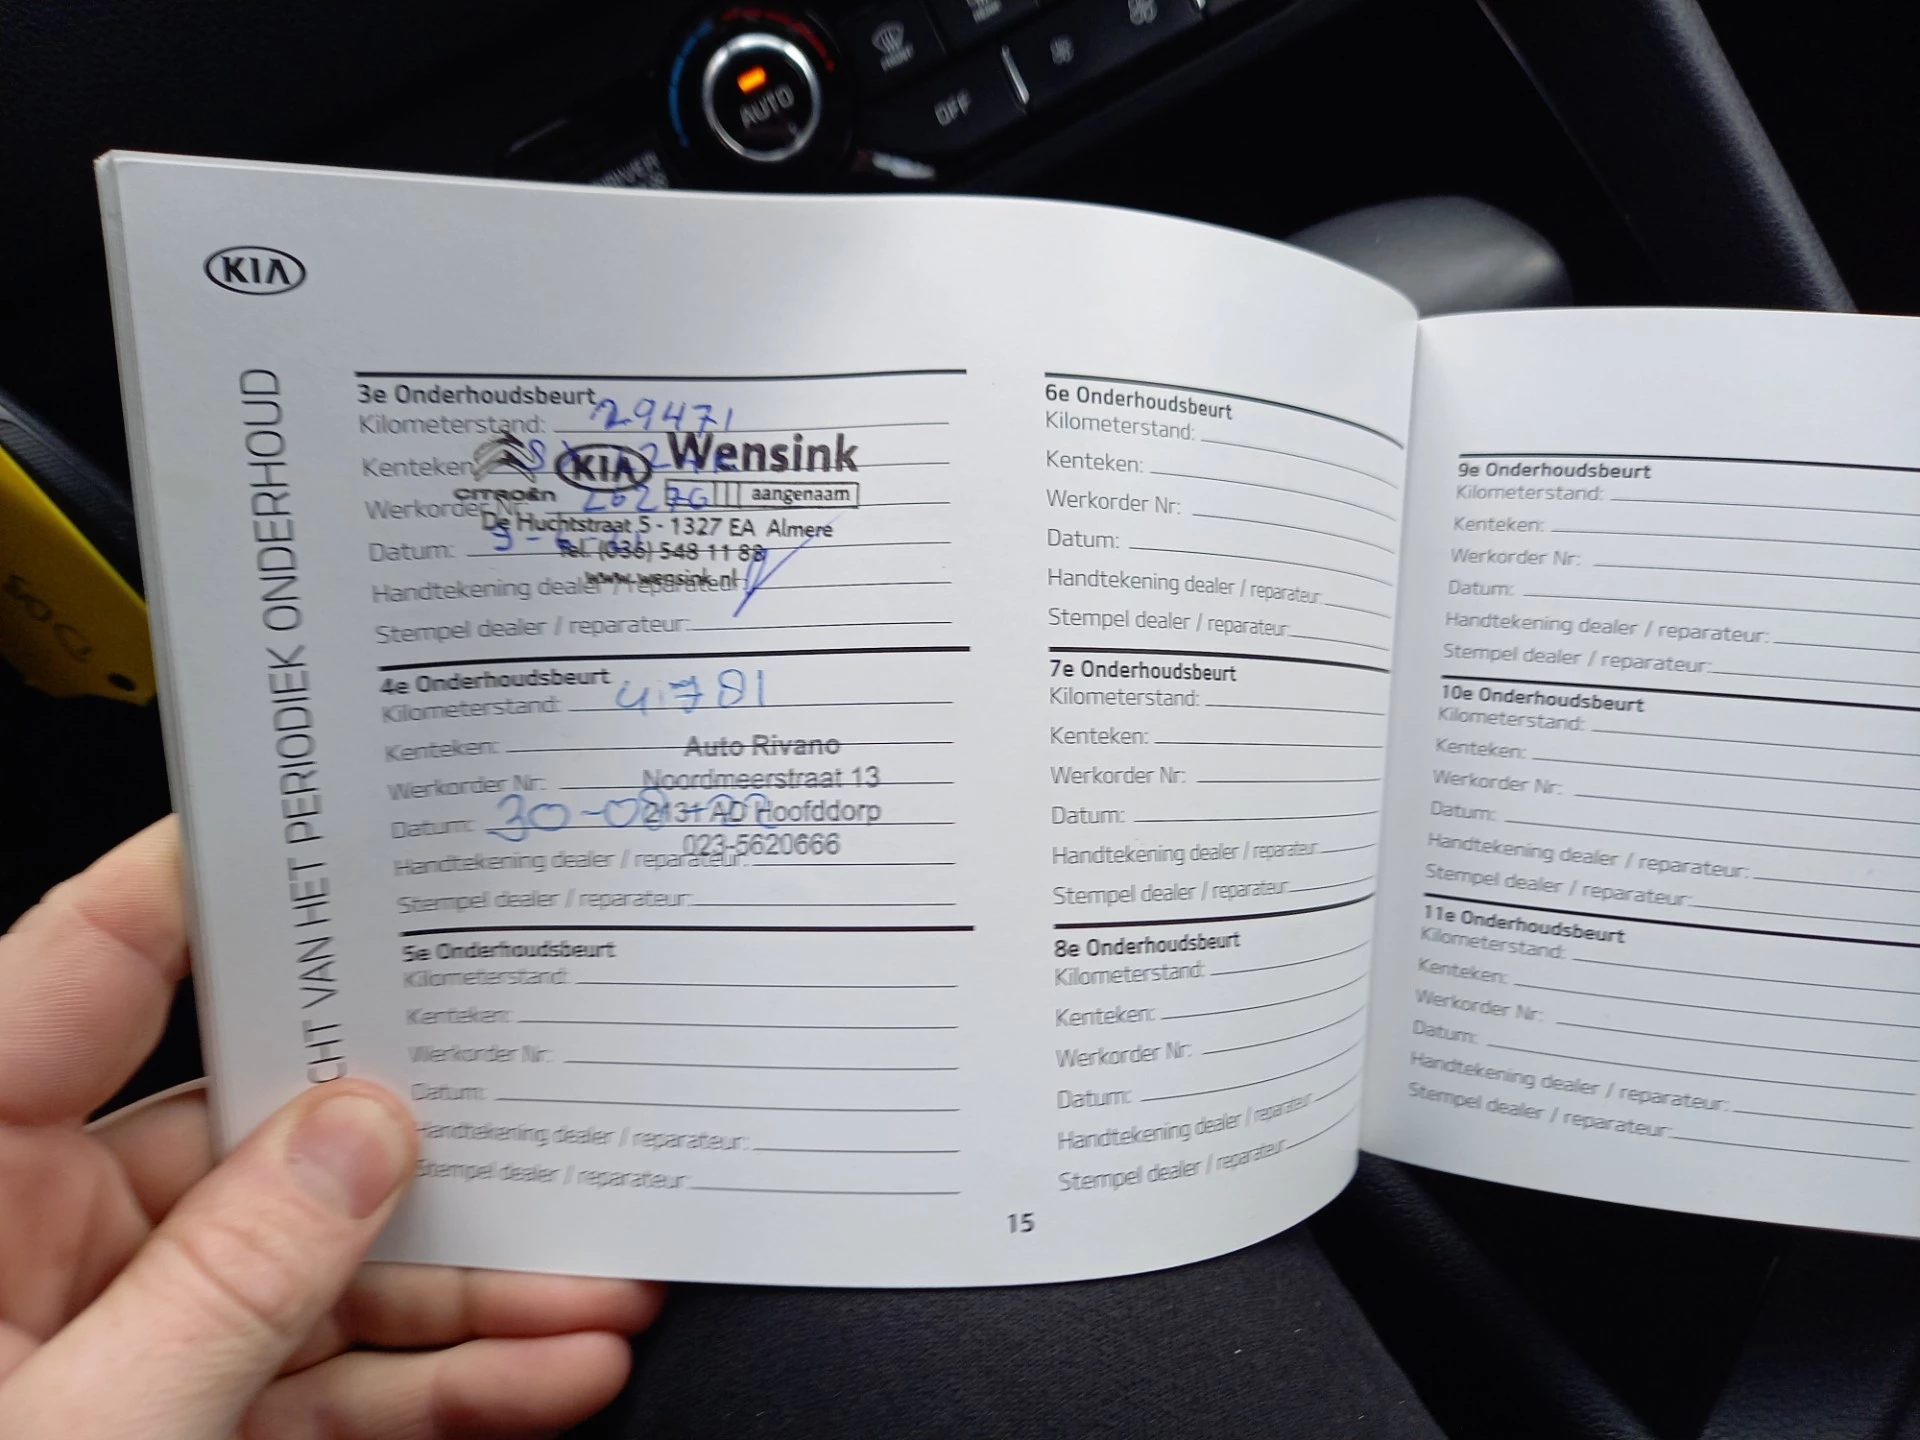 AUTO
FRONT
OFF
KIA
CHT VAN HET PERIODIEK ONDERHOUD
3e Onderhoudsbeurt
Kilometerstand: 29471
Kenteken
KIA Wensink
CITROËN
aangenaam
Werkorder Nr: 26276
De Huchtstraat 5 - 1327 EA Almere
Datum:
Tel. (036) 548 11 88
www.wensink.nl
Handtekening dealer / reparateur:
Stempel dealer / reparateur:
4e Onderhoudsbeurt
Kilometerstand: 41781
Kenteken:
Auto Rivano
Werkorder Nr:
Noordmeerstraat 13
Datum: 30-08-22
2131 AD Hoofddorp
023-5620666
Handtekening dealer / reparateur:
Stempel dealer / reparateur:
5e Onderhoudsbeurt
Kilometerstand:
Kenteken:
Werkorder Nr:
Datum:
Handtekening dealer / reparateur:
Stempel dealer / reparateur:
6e Onderhoudsbeurt
Kilometerstand:
Kenteken:
Werkorder Nr:
Datum:
Handtekening dealer / reparateur:
Stempel dealer / reparateur:
7e Onderhoudsbeurt
Kilometerstand:
Kenteken:
Werkorder Nr:
Datum:
Handtekening dealer / reparateur:
Stempel dealer / reparateur:
8e Onderhoudsbeurt
Kilometerstand:
Kenteken:
Werkorder Nr:
Datum:
Handtekening dealer / reparateur:
Stempel dealer / reparateur:
15
9e Onderhoudsbeurt
Kilometerstand:
Kenteken:
Werkorder Nr:
Datum:
Handtekening dealer / reparateur:
Stempel dealer / reparateur:
10e Onderhoudsbeurt
Kilometerstand:
Kenteken:
Werkorder Nr:
Datum:
Handtekening dealer / reparateur:
Stempel dealer / reparateur:
11e Onderhoudsbeurt
Kilometerstand:
Kenteken:
Werkorder Nr:
Datum:
Handtekening dealer / reparateur:
Stempel dealer / reparateur: